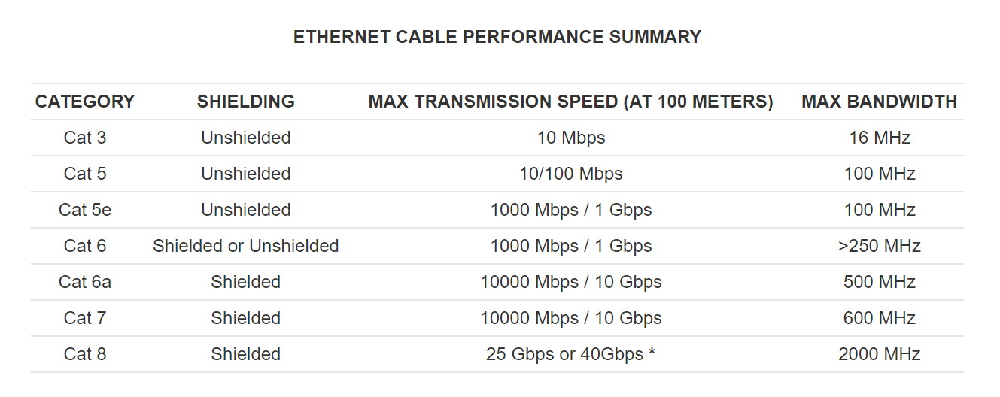 ETHERNET CABLE PERFORMANCE SUMMARY
CATEGORY SHIELDING MAX TRANSMISSION SPEED (AT 100 METERS) MAX BANDWIDTH
Cat 3 Unshielded 10 Mbps 16 MHz
Cat 5 Unshielded 10/100 Mbps 100 MHz
Cat 5e Unshielded 1000 Mbps / 1 Gbps 100 MHz
Cat 6 Shielded or Unshielded 1000 Mbps / 1 Gbps >250 MHz
Cat 6a Shielded 10000 Mbps / 10 Gbps 500 MHz
Cat 7 Shielded 10000 Mbps / 10 Gbps 600 MHz
Cat 8 Shielded 25 Gbps or 40Gbps * 2000 MHz